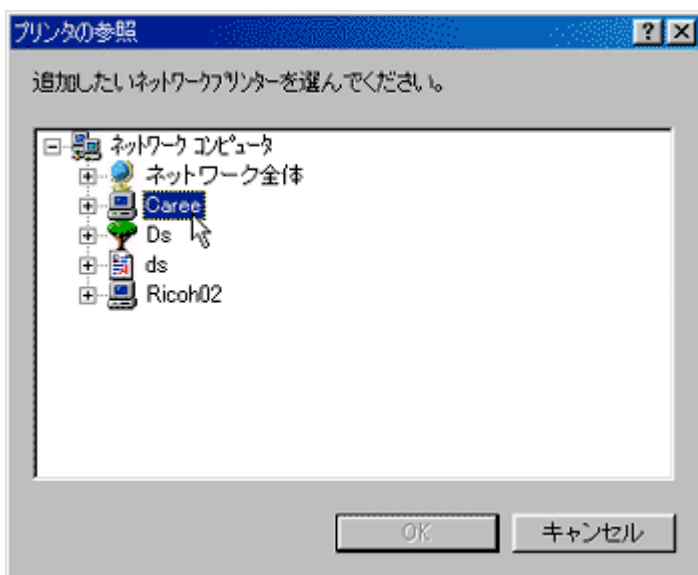 プリンタの参照
追加したいネットワークプリンターを選んでください。
ネットワーク コンピュータ
ネットワーク全体
Caree
Ds
ds
Ricoh02
OK
キャンセル